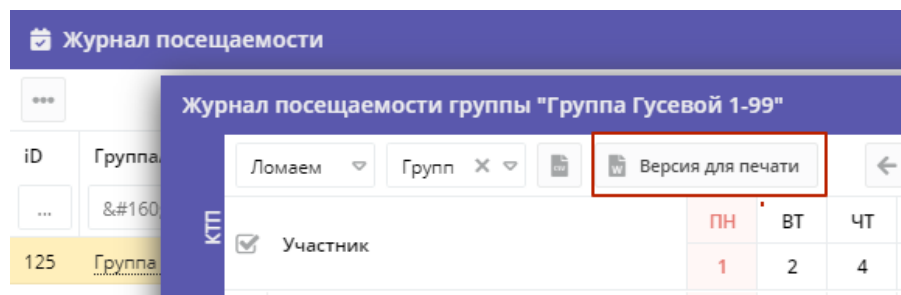 Журнал посещаемости
Журнал посещаемости группы "Группа Гусевой 1-99"
iD
Группа
Ломаем
Групп
Версия для печати
...
&#160;
КТП
Участник
ПН
ВТ
ЧТ
125
Группа
1
2
4